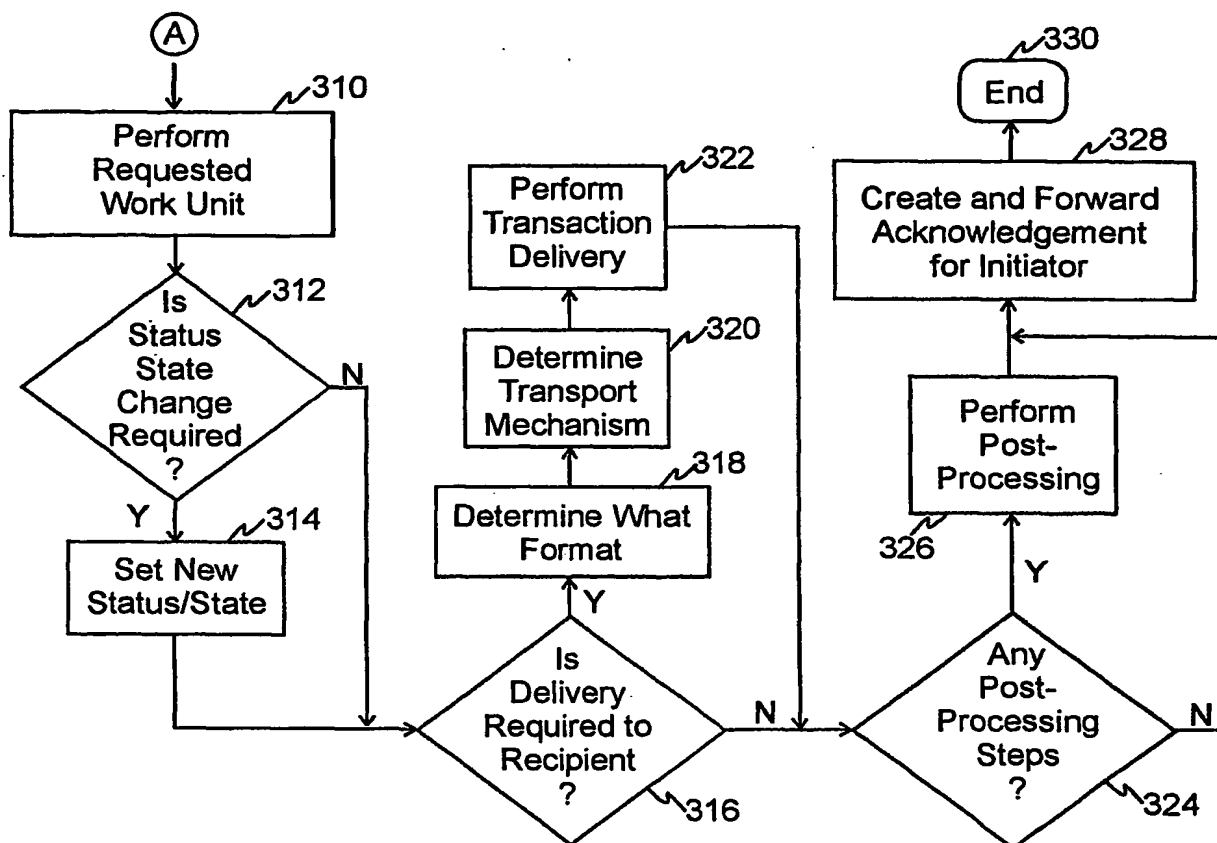 A
310
Perform
Requested
Work Unit
312
Is
Status
State
Change
Required
?
N
Y
314
Set New
Status/State
322
Perform
Transaction
Delivery
320
Determine
Transport
Mechanism
318
Determine What
Format
Y
Is
Delivery
Required to
Recipient
?
N
316
330
End
328
Create and Forward
Acknowledgement
for Initiator
Perform
Post-
Processing
326
Y
Any
Post-
Processing
Steps
?
N
324